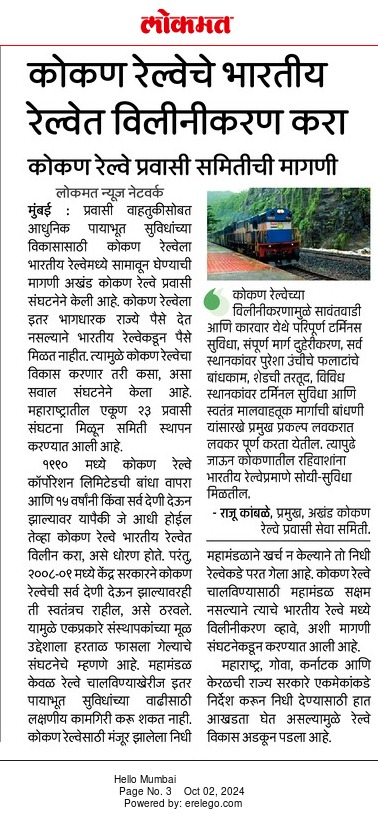 लोकमत
कोकण रेल्वेचे भारतीय
रेल्वेत विलीनीकरण करा
कोकण रेल्वे प्रवासी समितीची मागणी
लोकमत न्यूज नेटवर्क
मुंबई : प्रवासी वाहतुकीसोबत
आधुनिक पायाभूत सुविधांच्या
विकासासाठी कोकण रेल्वेला
भारतीय रेल्वेमध्ये सामावून घेण्याची
मागणी अखंड कोकण रेल्वे प्रवासी
संघटनेने केली आहे. कोकण रेल्वेला
इतर भागधारक राज्ये पैसे देत
नसल्याने भारतीय रेल्वेकडून पैसे
मिळत नाहीत. त्यामुळे कोकण रेल्वेचा
विकास करणार तरी कसा, असा
सवाल संघटनेने केला आहे.
महाराष्ट्रातील एकूण २३ प्रवासी
संघटना मिळून समिती स्थापन
करण्यात आली आहे.
१९९० मध्ये कोकण रेल्वे
कॉर्पोरेशन लिमिटेडची बांधा वापरा
आणि १५ वर्षांनी किंवा सर्व देणी देऊन
झाल्यावर यापैकी जे आधी होईल
तेव्हा कोकण रेल्वे भारतीय रेल्वेत
विलीन करा, असे धोरण होते. परंतु,
२००८-०९ मध्ये केंद्र सरकारने कोकण
रेल्वेची सर्व देणी देऊन झाल्यावरही
ती स्वतंत्रच राहील, असे ठरवले.
यामुळे एकप्रकारे संस्थापकांच्या मूळ
उद्देशाला हरताळ फासला गेल्याचे
संघटनेचे म्हणणे आहे. महामंडळ
केवळ रेल्वे चालविण्याखेरीज इतर
पायाभूत सुविधांच्या वाढीसाठी
लक्षणीय कामगिरी करू शकत नाही.
कोकण रेल्वेसाठी मंजूर झालेला निधी
कोकण रेल्वेच्या
विलीनीकरणामुळे सावंतवाडी
आणि कारवार येथे परिपूर्ण टर्मिनस
सुविधा, संपूर्ण मार्ग दुहेरीकरण, सर्व
स्थानकांवर पुरेशा उंचीचे फलाटांचे
बांधकाम, शेडची तरतूद, विविध
स्थानकांवर टर्मिनल सुविधा आणि
स्वतंत्र मालवाहतूक मार्गाची बांधणी
यांसारखे प्रमुख प्रकल्प लवकरात
लवकर पूर्ण करता येतील. त्यापुढे
जाऊन कोकणातील रहिवाशांना
भारतीय रेल्वेप्रमाणे सोयी-सुविधा
मिळतील.
- राजू कांबळे, प्रमुख, अखंड कोकण
रेल्वे प्रवासी सेवा समिती.
महामंडळाने खर्च न केल्याने तो निधी
रेल्वेकडे परत गेला आहे. कोकण रेल्वे
चालविण्यासाठी महामंडळ सक्षम
नसल्याने त्याचे भारतीय रेल्वे मध्ये
विलीनीकरण व्हावे, अशी मागणी
संघटनेकडून करण्यात आली आहे.
महाराष्ट्र, गोवा, कर्नाटक आणि
केरळची राज्य सरकारे एकमेकांकडे
निर्देश करून निधी देण्यासाठी हात
आखडता घेत असल्यामुळे रेल्वे
विकास अडकून पडला आहे.
Hello Mumbai
Page No. 3 Oct 02, 2024
Powered by: erelego.com